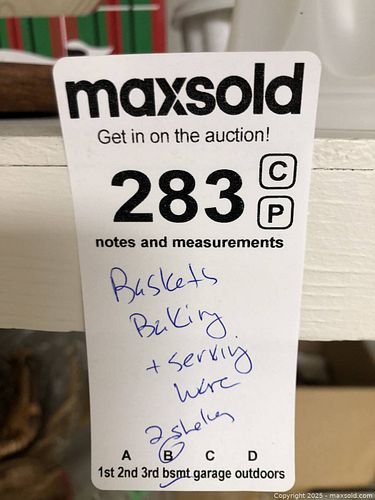 maxsold
Get in on the auction!
283
C
P
notes and measurements
Baskets
Baking
+ serving
ware
2 shelves
A B C D
1st 2nd 3rd bsmt garage outdoors
Copyright 2025 - maxsold.com